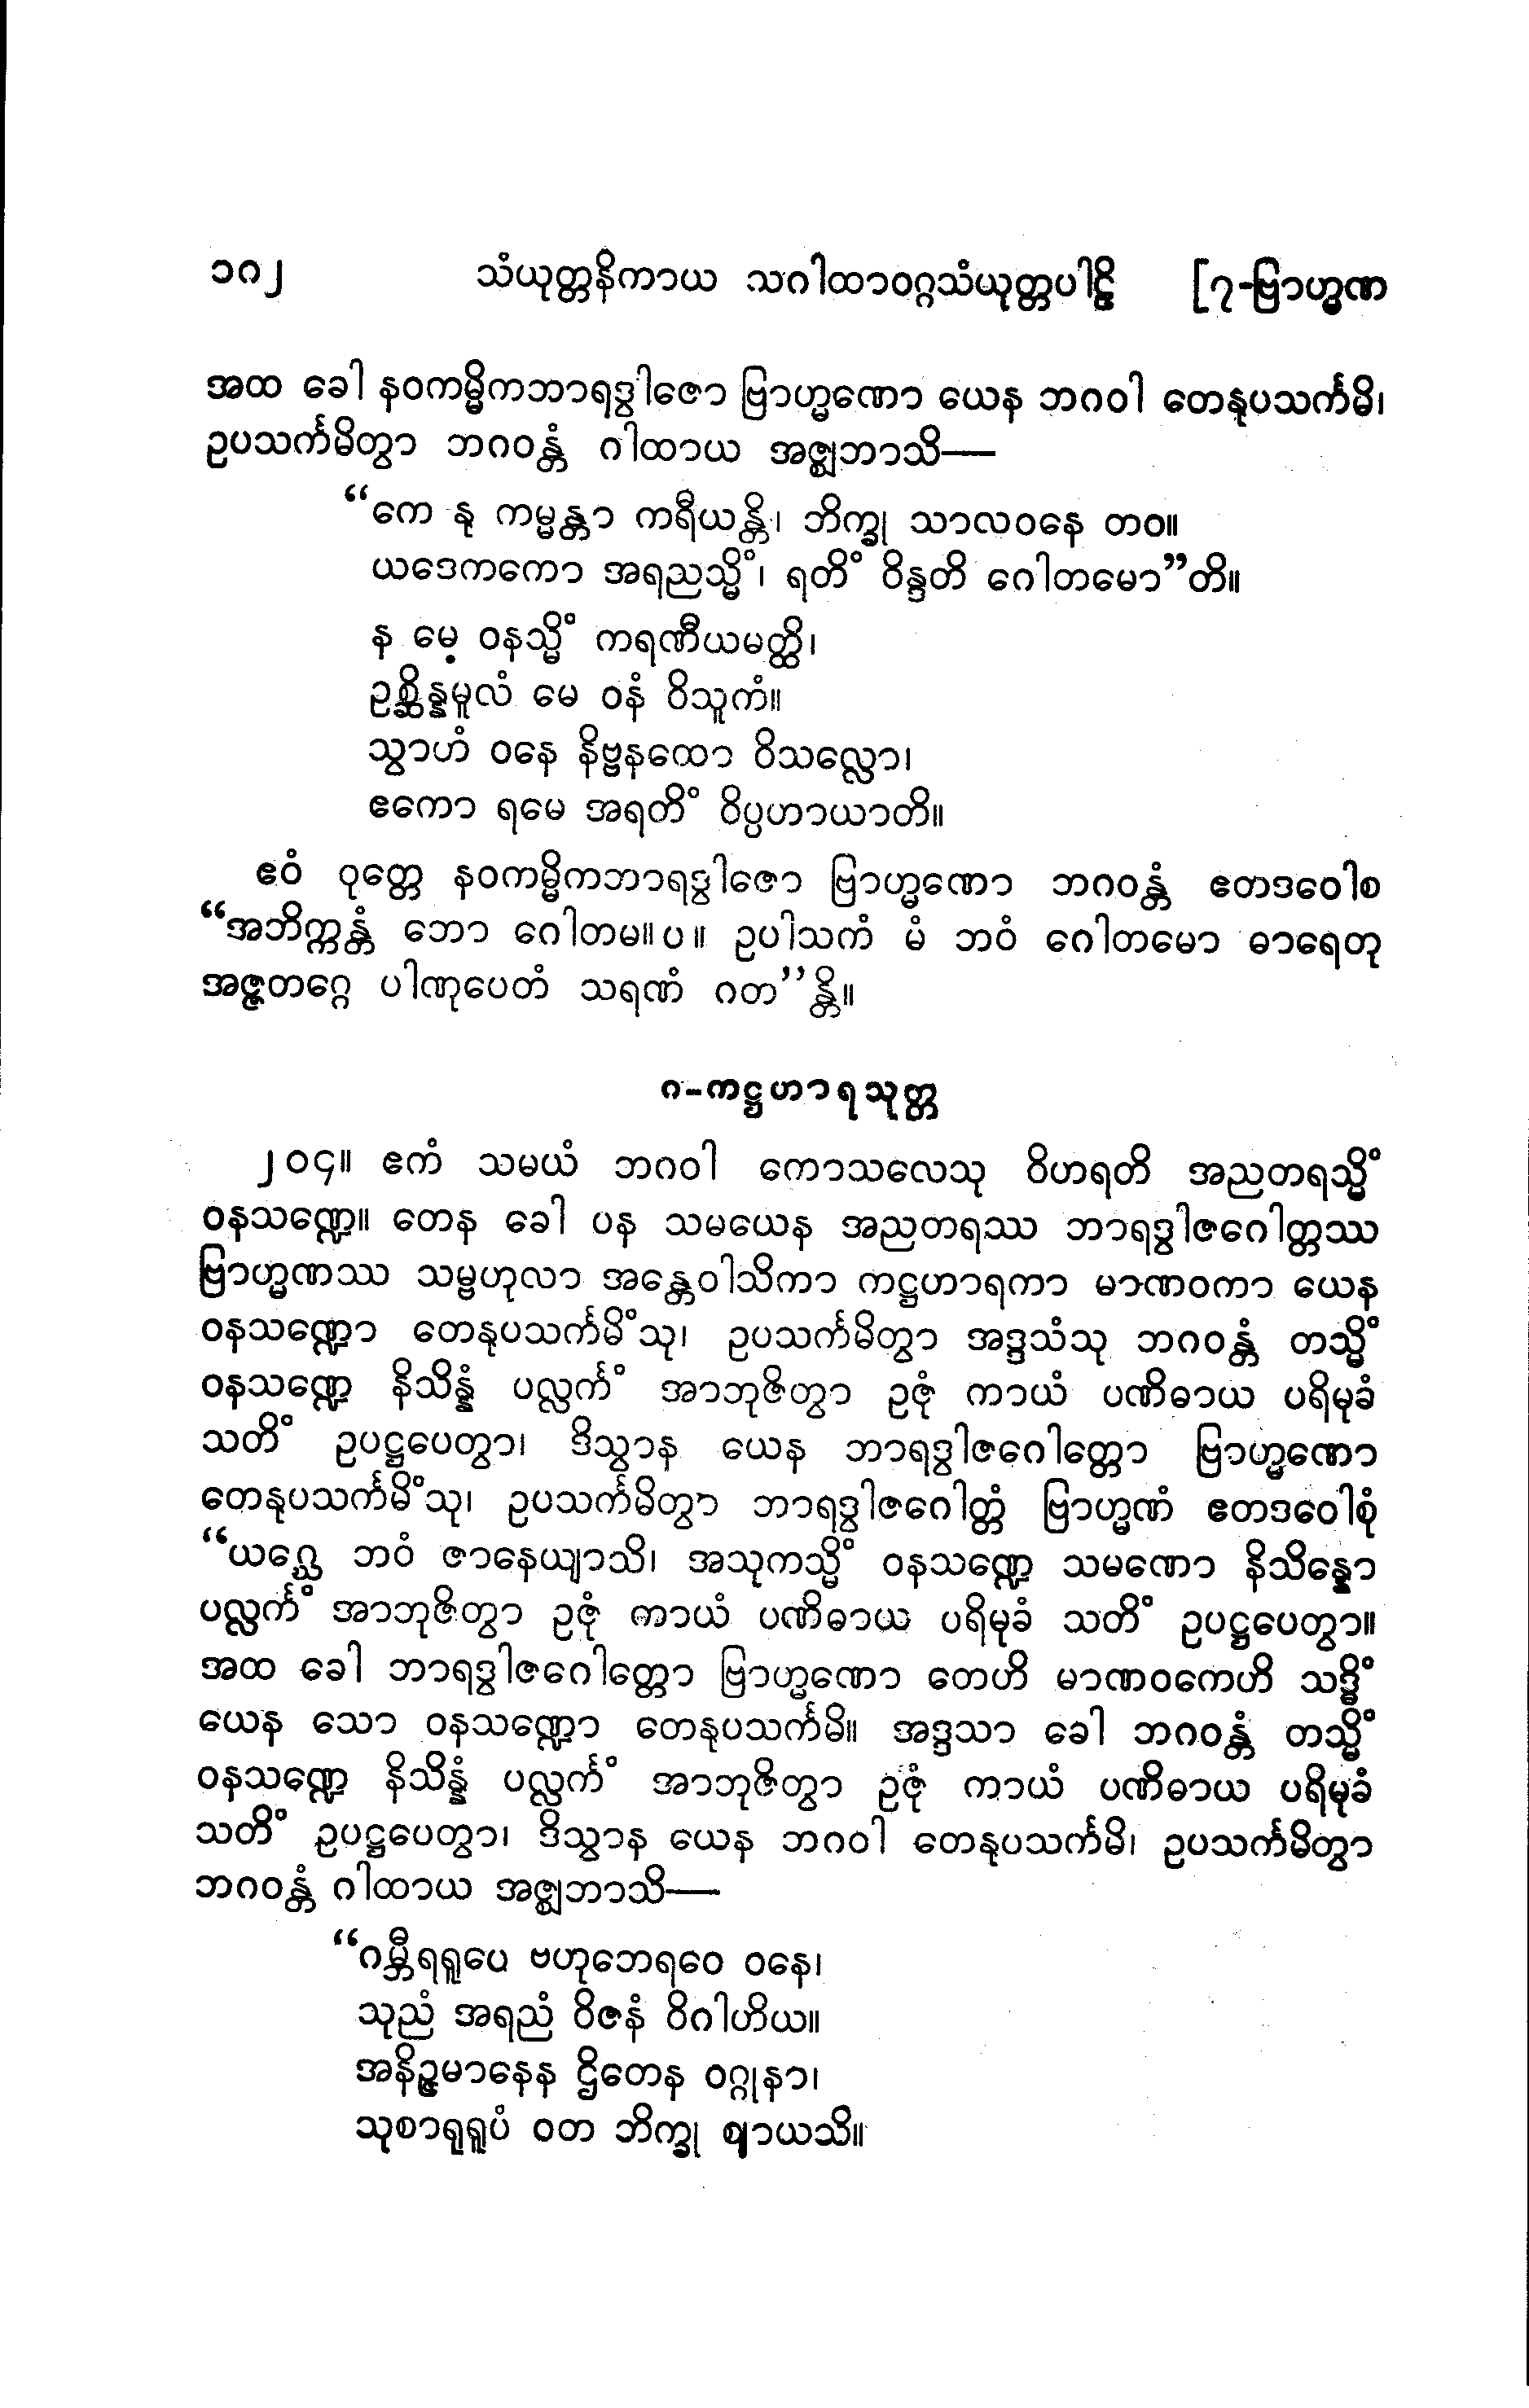 ၁၈၂ သံယုတ္တနိကာယ သဂါထာဝဂ္ဂသံယုတ္တပါဠိ [၇-ဗြာဟ္မဏ
အထ ခေါ နဝကမ္မိကဘာရဒွါဇော ဗြာဟ္မဏော ယေန ဘဂဝါ တေနုပသင်္ကမိ၊
ဥပသင်္ကမိတွာ ဘဂဝန္တံ ဂါထာယ အဇ္ဈဘာသိ—
“ကေ နု ကမ္မန္တာ ကရီယန္တိ၊ ဘိက္ခု သာလဝနေ တဝ။
ယဒေကကော အရညသ္မိံ၊ ရတိံ ဝိန္ဒတိ ဂေါတမော”တိ။
န မေ့ ဝနသ္မိံ ကရဏီယမတ္ထိ၊
ဥစ္ဆိန္နမူလံ မေ ဝနံ ဝိသူကံ။
သွာဟံ ဝနေ နိဗ္ဗနထော ဝိသလ္လော၊
ဧကော ရမေ အရတိံ ဝိပ္ပဟာယာတိ။
ဧဝံ ဝုတ္တေ နဝကမ္မိကဘာရဒွါဇော ဗြာဟ္မဏော ဘဂဝန္တံ ဧတဒဝေါစ
“အဘိက္ကန္တံ ဘော ဂေါတမ။ပ။ ဥပါသကံ မံ ဘဝံ ဂေါတမော ဓာရေတု
အဇ္ဇတဂ္ဂေ ပါဏုပေတံ သရဏံ ဂတ”န္တိ။
၈-ကဋ္ဌဟာရသုတ္တ
၂၀၄။ ဧကံ သမယံ ဘဂဝါ ကောသလေသု ဝိဟရတိ အညတရသ္မိံ
ဝနသဏ္ဍေ။ တေန ခေါ ပန သမယေန အညတရဿ ဘာရဒွါဇဂေါတ္တဿ
ဗြာဟ္မဏဿ သမ္ဗဟုလာ အန္တေဝါသိကာ ကဋ္ဌဟာရကာ မာဏဝကာ ယေန
ဝနသဏ္ဍော တေနုပသင်္ကမိံသု၊ ဥပသင်္ကမိတွာ အဒ္ဒသံသု ဘဂဝန္တံ တသ္မိံ
ဝနသဏ္ဍေ နိသိန္နံ ပလ္လင်္ကံ အာဘုဇိတွာ ဥဇုံ ကာယံ ပဏိဓာယ ပရိမုခံ
သတိံ ဥပဋ္ဌပေတွာ၊ ဒိသွာန ယေန ဘာရဒွါဇဂေါတ္တော ဗြာဟ္မဏော
တေနုပသင်္ကမိံသု၊ ဥပသင်္ကမိတွာ ဘာရဒွါဇဂေါတ္တံ ဗြာဟ္မဏံ ဧတဒဝေါစုံ
“ယဂ္ဃေ ဘဝံ ဇာနေယျာသိ၊ အသုကသ္မိံ ဝနသဏ္ဍေ သမဏော နိသိန္နော
ပလ္လင်္ကံ အာဘုဇိတွာ ဥဇုံ ကာယံ ပဏိဓာယ ပရိမုခံ သတိံ ဥပဋ္ဌပေတွာ။
အထ ခေါ ဘာရဒွါဇဂေါတ္တော ဗြာဟ္မဏော တေဟိ မာဏဝကေဟိ သဒ္ဓိံ
ယေန သော ဝနသဏ္ဍော တေနုပသင်္ကမိ။ အဒ္ဒသာ ခေါ ဘဂဝန္တံ တသ္မိံ
ဝနသဏ္ဍေ နိသိန္နံ ပလ္လင်္ကံ အာဘုဇိတွာ ဥဇုံ ကာယံ ပဏိဓာယ ပရိမုခံ
သတိံ ဥပဋ္ဌပေတွာ၊ ဒိသွာန ယေန ဘဂဝါ တေနုပသင်္ကမိ၊ ဥပသင်္ကမိတွာ
ဘဂဝန္တံ ဂါထာယ အဇ္ဈဘာသိ—
“ဂမ္ဘီရရူပေ ဗဟုဘေရဝေ ဝနေ၊
သုညံ အရညံ ဝိဇနံ ဝိဂါဟိယ။
အနိဉ္ဇမာနေန ဌိတေန ဝဂ္ဂုနာ၊
သုစာရုရူပံ ဝတ ဘိက္ခု ဈာယသိ။